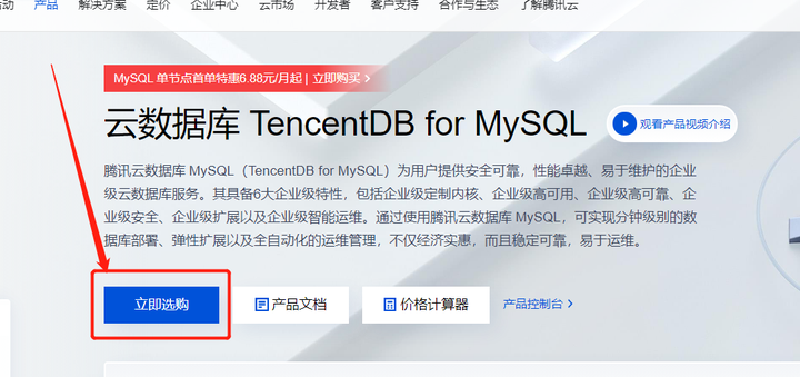 活动 产品 解决方案 定价 企业中心 云市场 开发者 客户支持 合作与生态 了解腾讯云
MySQL 单节点首单特惠6.88元/月起 | 立即购买 >
云数据库 TencentDB for MySQL
观看产品视频介绍
腾讯云数据库 MySQL（TencentDB for MySQL）为用户提供安全可靠，性能卓越、易于维护的企业
级云数据库服务。其具备6大企业级特性，包括企业级定制内核、企业级高可用、企业级高可靠、企
业级安全、企业级扩展以及企业级智能运维。通过使用腾讯云数据库 MySQL，可实现分钟级别的数
据库部署、弹性扩展以及全自动化的运维管理，不仅经济实惠，而且稳定可靠，易于运维。
立即选购 产品文档 价格计算器 产品控制台 >